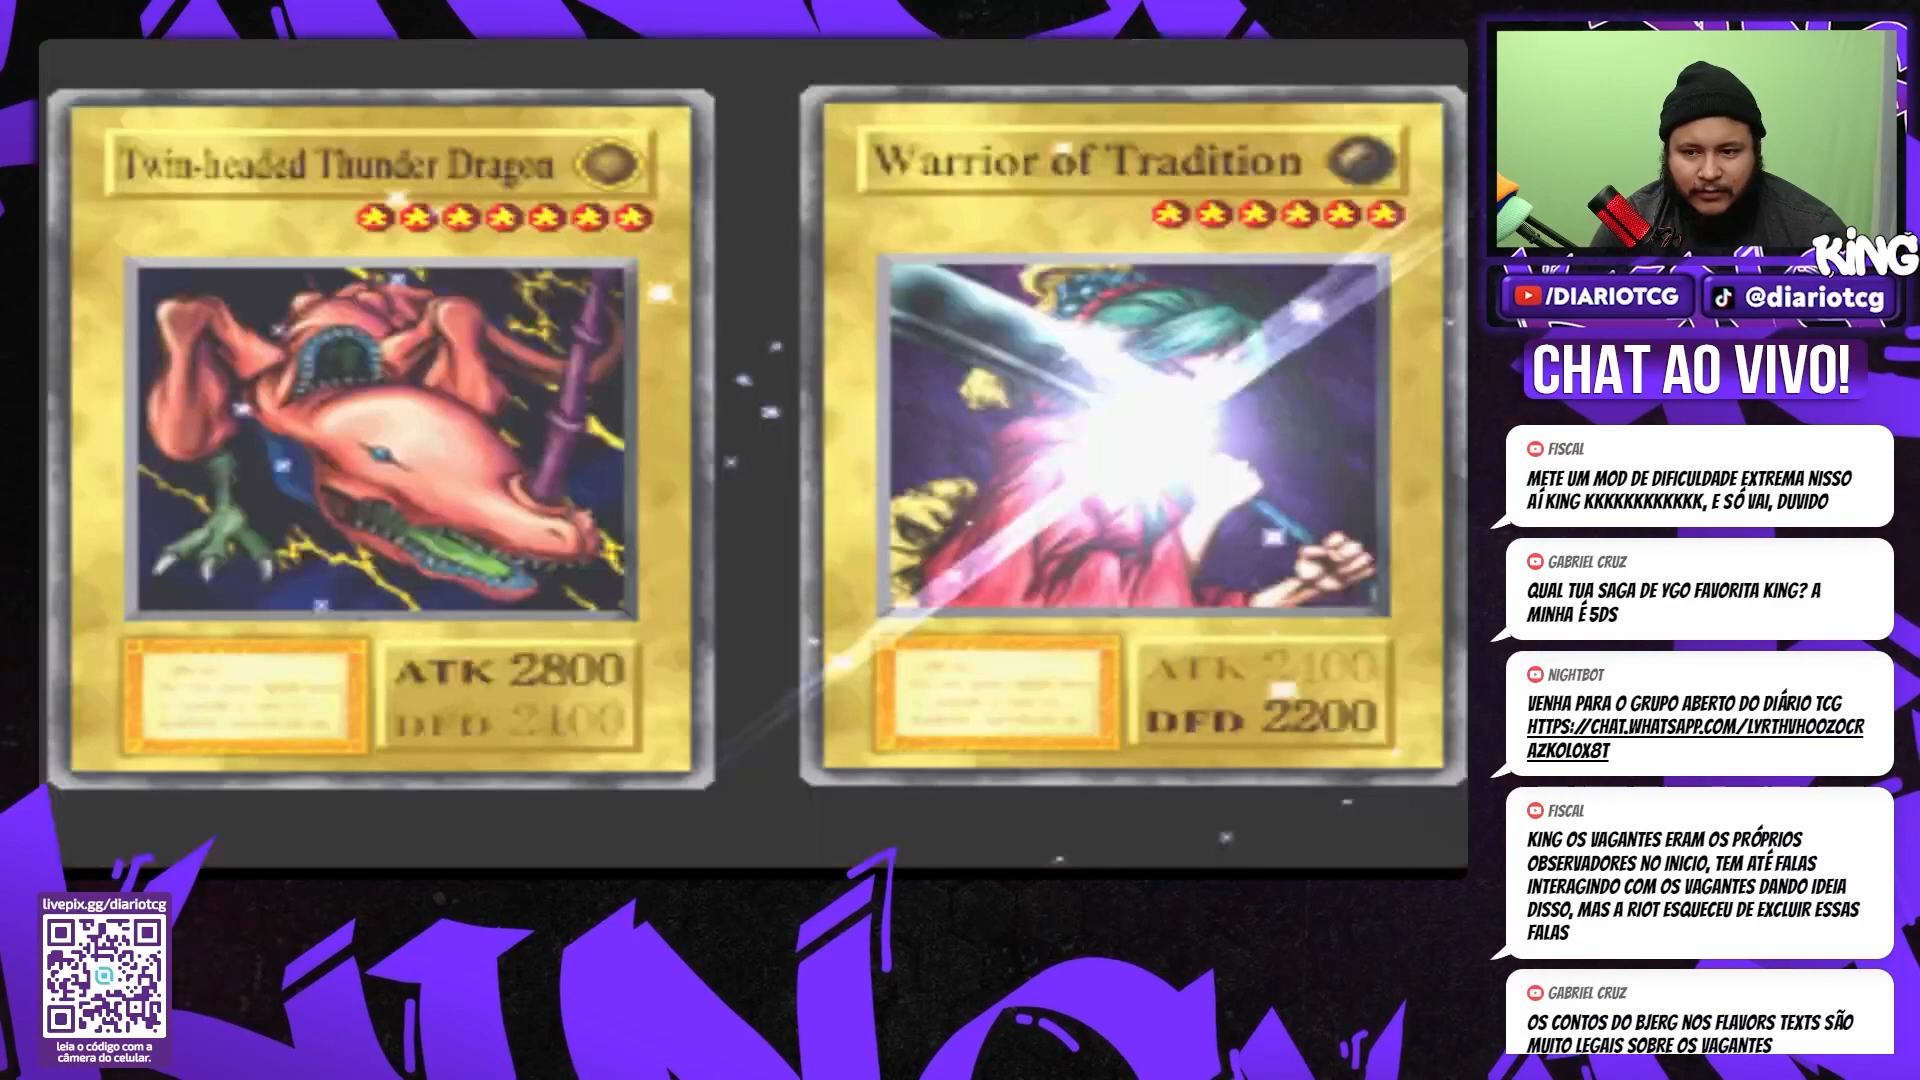 Twin-headed Thunder Dragon
ATK 2800
DFD 2100
Warrior of Tradition
ATK 2100
DFD 2200
KING
/DIARIOTCG
@diariotcg
CHAT AO VIVO!
FISCAL
METE UM MOD DE DIFICULDADE EXTREMA NISSO
AÍ KING KKKKKKKKKKKK, E SÓ VAI, DUVIDO
GABRIEL CRUZ
QUAL TUA SAGA DE YGO FAVORITA KING? A
MINHA É 5DS
NIGHTBOT
VENHA PARA O GRUPO ABERTO DO DIÁRIO TCG
HTTPS://CHAT.WHATSAPP.COM/LYRTHVHOOZOCR
AZKOLOX8T
FISCAL
KING OS VAGANTES ERAM OS PRÓPRIOS
OBSERVADORES NO INICIO, TEM ATÉ FALAS
INTERAGINDO COM OS VAGANTES DANDO IDEIA
DISSO, MAS A RIOT ESQUECEU DE EXCLUIR ESSAS
FALAS
GABRIEL CRUZ
OS CONTOS DO BJERG NOS FLAVORS TEXTS SÃO
MUITO LEGAIS SOBRE OS VAGANTES
livepix.gg/diariotcg
leia o código com a
câmera do celular.